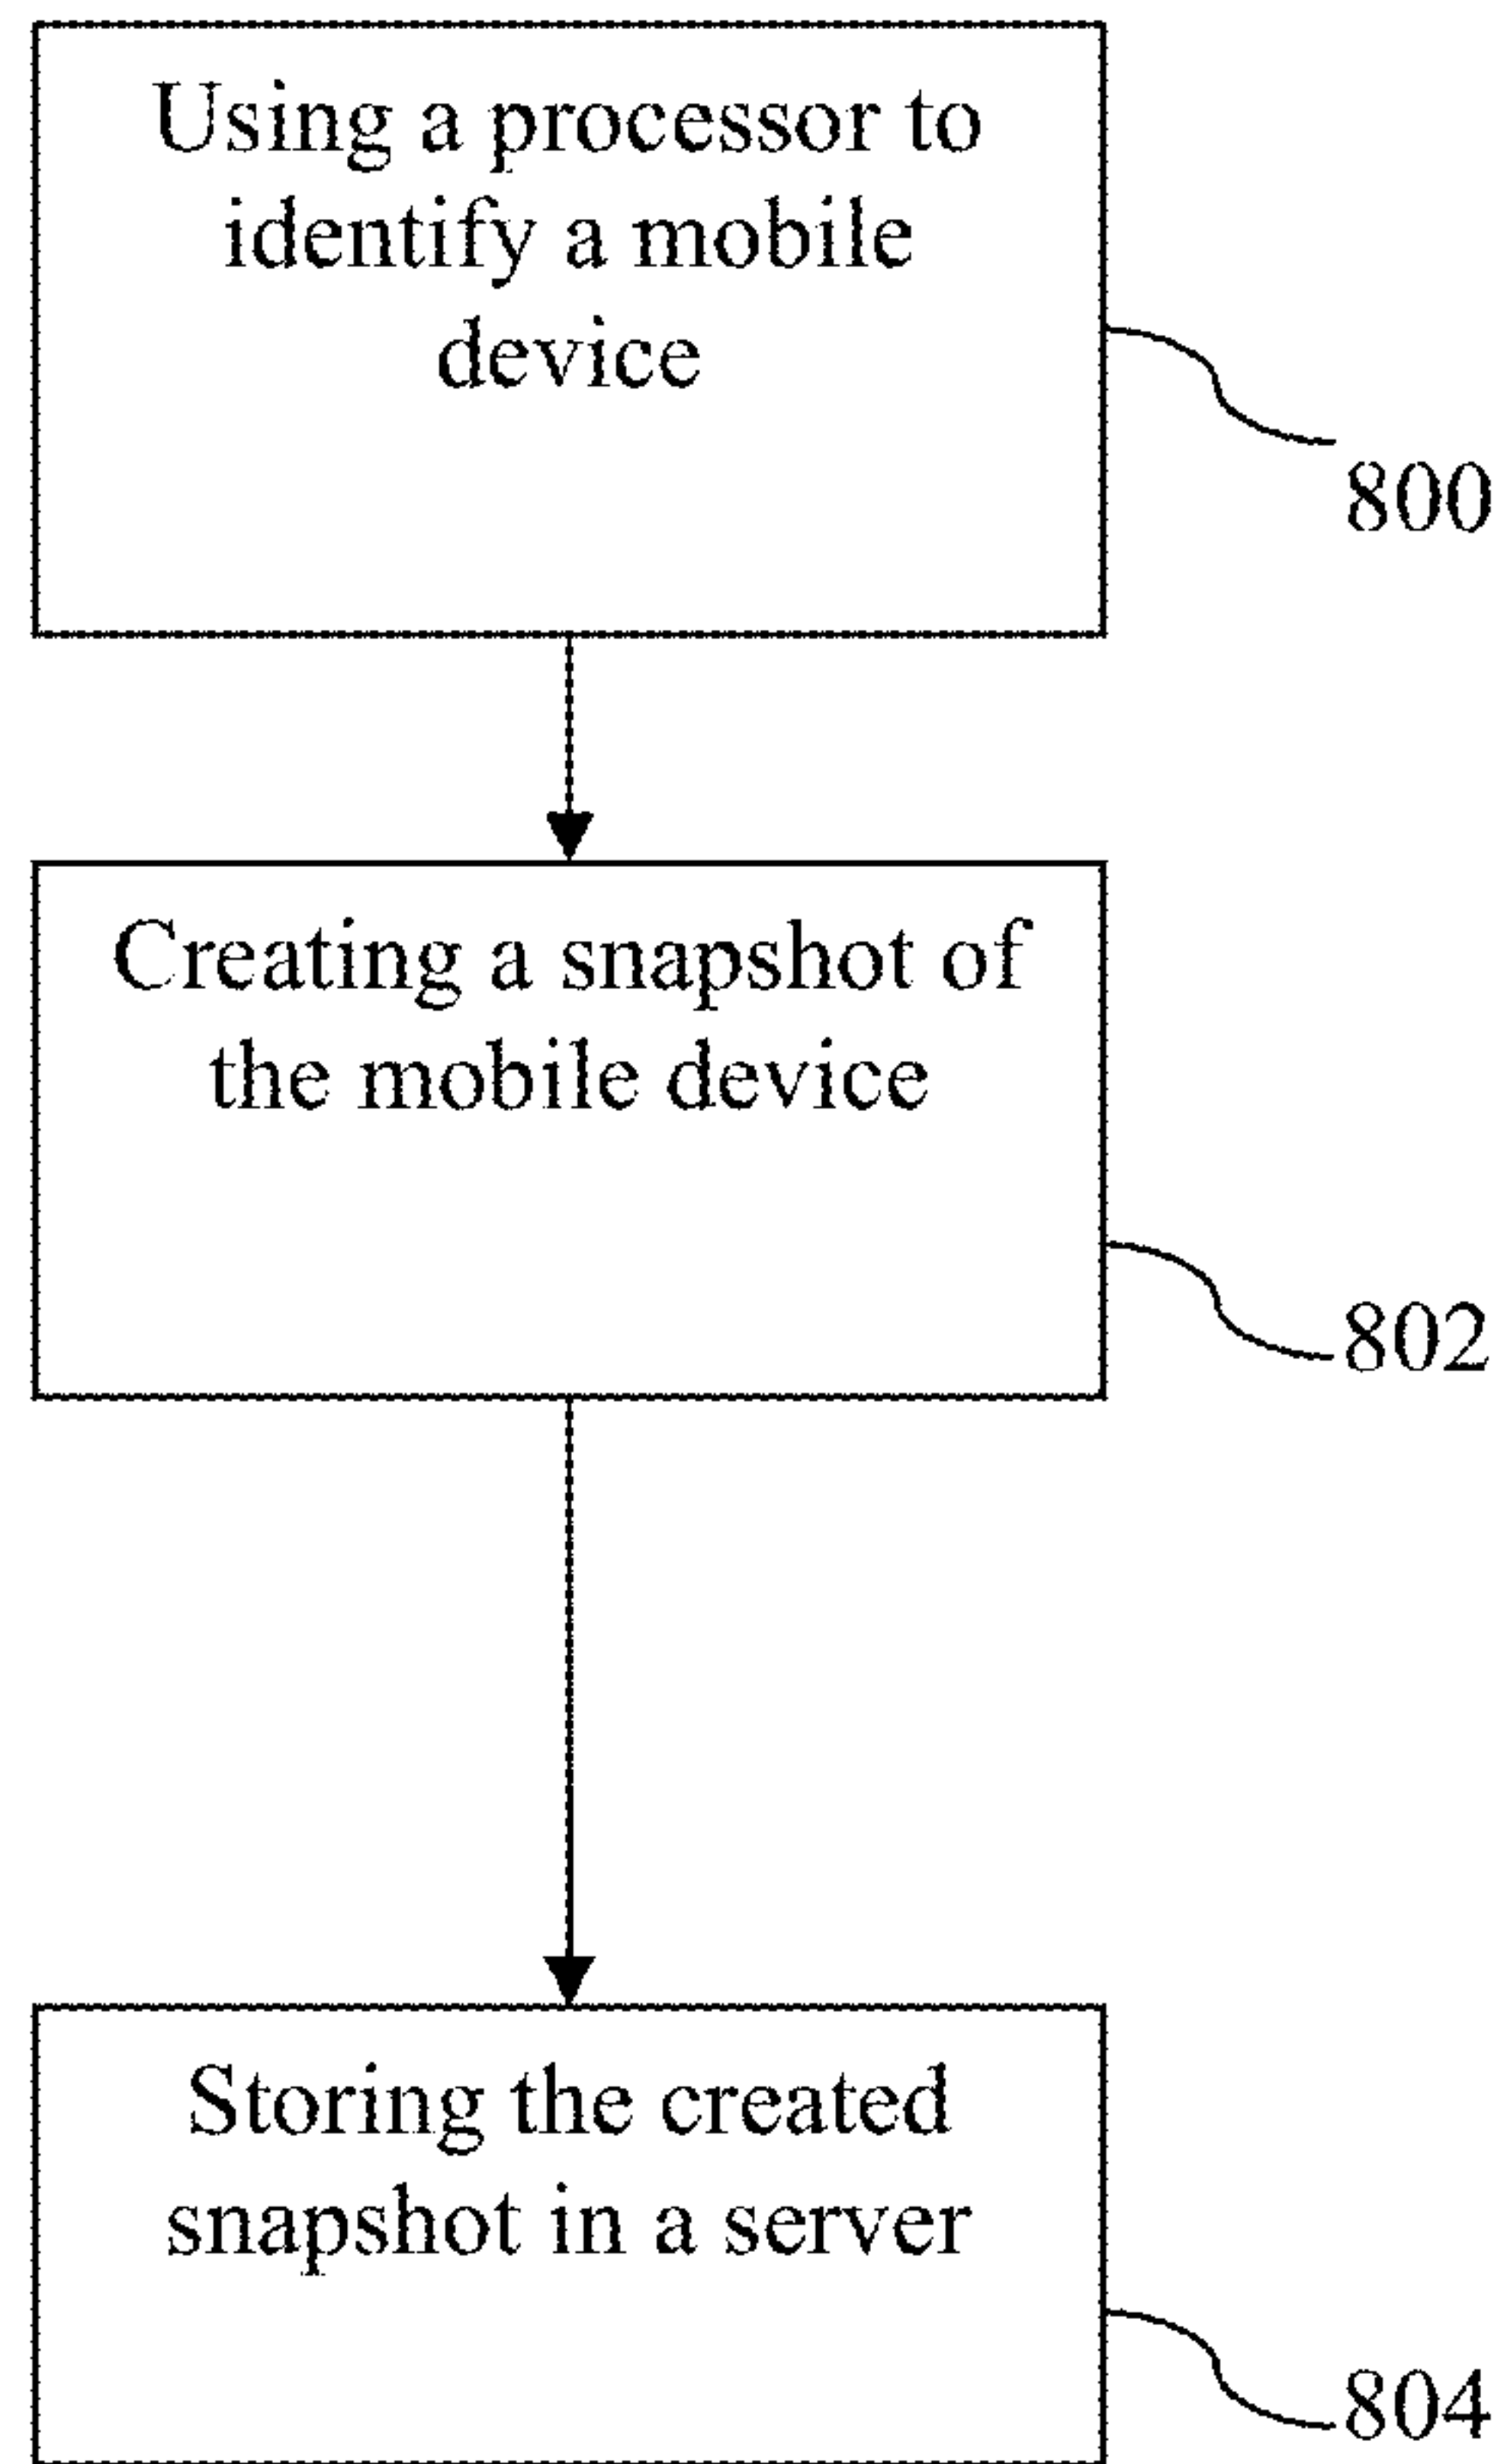 Using a processor to
identify a mobile
device
800
Creating a snapshot of
the mobile device
802
Storing the created
snapshot in a server
804